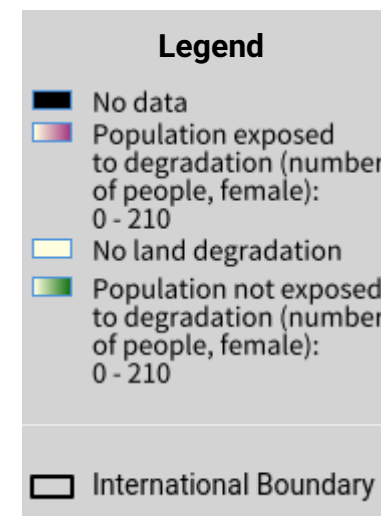 Legend
No data
Population exposed
to degradation (number
of people, female):
0 - 210
No land degradation
Population not exposed
to degradation (number
of people, female):
0 - 210
International Boundary